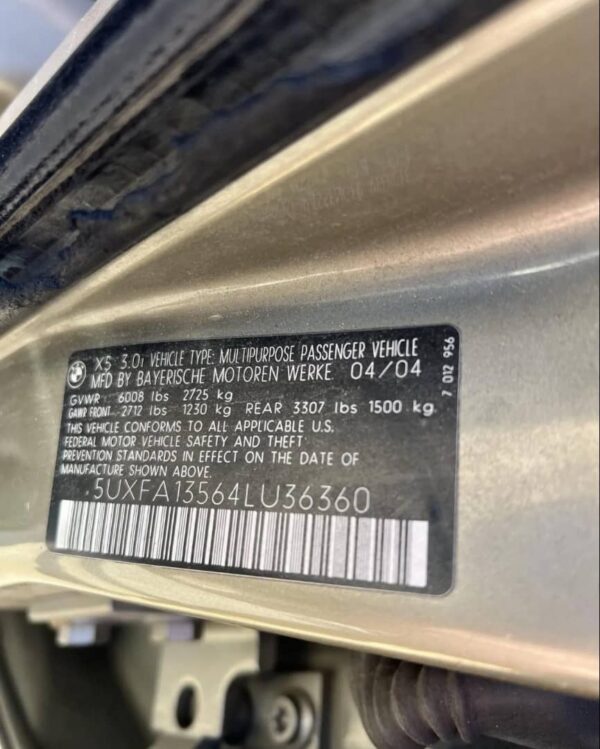 X5 3.0i VEHICLE TYPE: MULTIPURPOSE PASSENGER VEHICLE
MFD BY BAYERISCHE MOTOREN WERKE 04/04
GVWR : 6008 lbs 2725 kg
GAWR FRONT: 2712 lbs 1230 kg REAR 3307 lbs 1500 kg
THIS VEHICLE CONFORMS TO ALL APPLICABLE U.S.
FEDERAL MOTOR VEHICLE SAFETY AND THEFT
PREVENTION STANDARDS IN EFFECT ON THE DATE OF
MANUFACTURE SHOWN ABOVE.
5UXFA13564LU36360
7 012 956